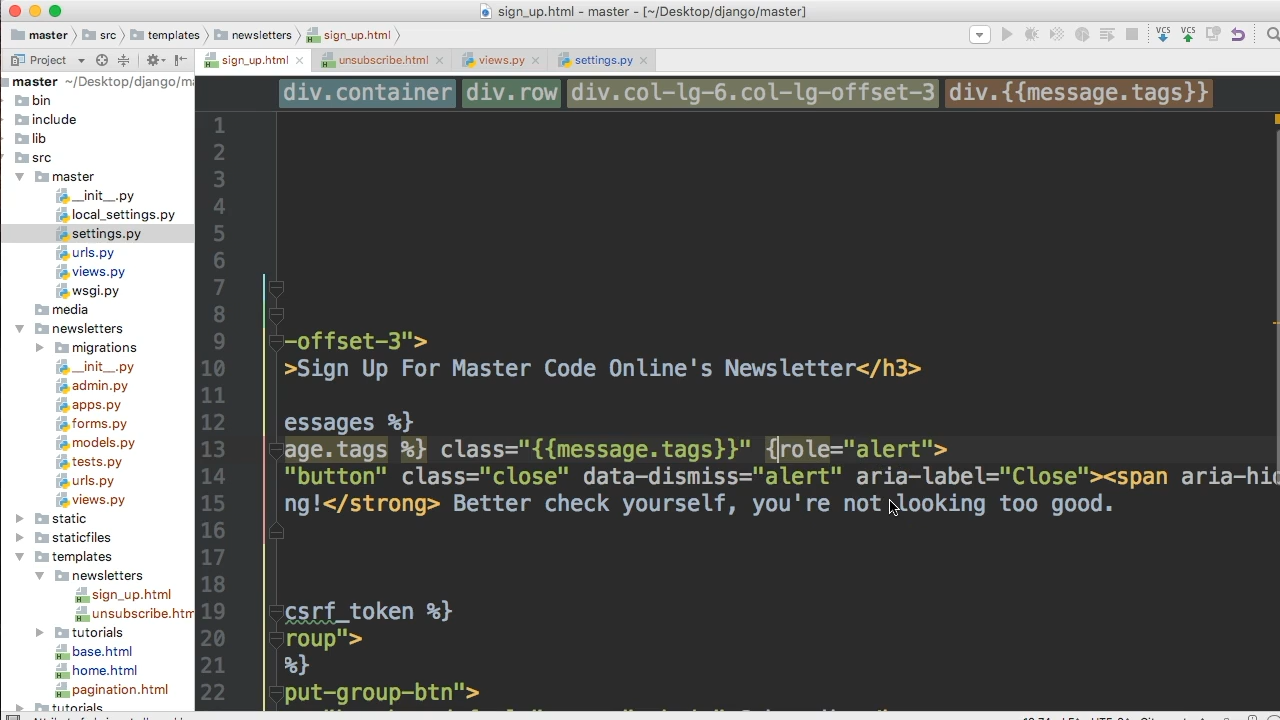 sign_up.html - master - [~/Desktop/django/master]
master src templates newsletters sign_up.html VCS VCS
Project sign_up.html unsubscribe.html views.py settings.py
master ~/Desktop/django/ma
div.container div.row div.col-lg-6.col-lg-offset-3 div.{{message.tags}}
bin
include
lib
src
master
__init__.py
local_settings.py
settings.py
urls.py
views.py
wsgi.py
media
newsletters
migrations
__init__.py
admin.py
apps.py
forms.py
models.py
tests.py
urls.py
views.py
static
staticfiles
templates
newsletters
sign_up.html
unsubscribe.htm
tutorials
base.html
home.html
pagination.html
tutorials
1
2
3
4
5
6
7
8
9 -offset-3">
10 >Sign Up For Master Code Online's Newsletter</h3>
11
12 essages %}
13 age.tags %} class="{{message.tags}}" {role="alert">
14 "button" class="close" data-dismiss="alert" aria-label="Close"><span aria-hid
15 ng!</strong> Better check yourself, you're not looking too good.
16
17
18
19 csrf_token %}
20 roup">
21 %}
22 put-group-btn">